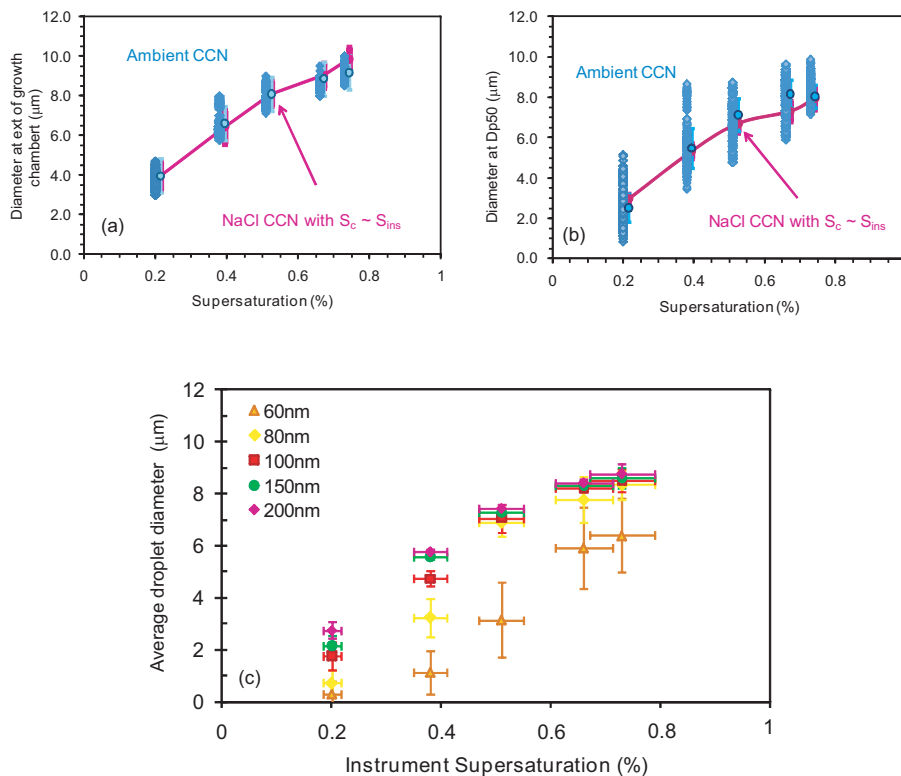 12.0
10.0
8.0
6.0
4.0
2.0
0.0
0
0.2
0.4
0.6
0.8
1
Diameter at ext of growth
chambert (μm)
Supersaturation (%)
Ambient CCN
NaCl CCN with Sc ~ Sins
(a)
12.0
10.0
8.0
6.0
4.0
2.0
0.0
0
0.2
0.4
0.6
0.8
Diameter at Dp50 (μm)
Supersaturation (%)
Ambient CCN
NaCl CCN with Sc ~ Sins
(b)
12
10
8
6
4
2
0
0
0.2
0.4
0.6
0.8
1
Average droplet diameter (μm)
Instrument Supersaturation (%)
60nm
80nm
100nm
150nm
200nm
(c)